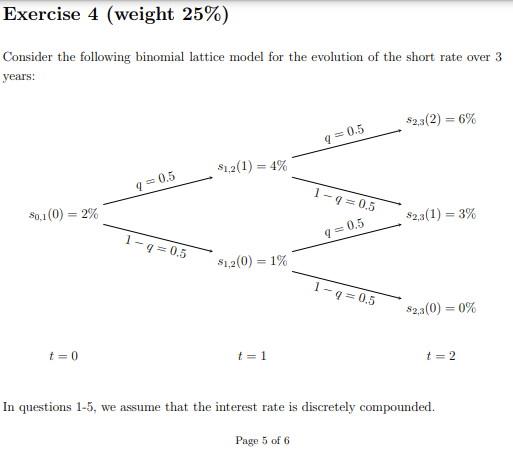 Exercise 4 (weight 25%)
Consider the following binomial lattice model for the evolution of the short rate over 3
years:
s2,3(2) = 6%
q = 0.5
s1,2(1) = 4%
q = 0.5
1 − q = 0.5
s0,1(0) = 2%
s2,3(1) = 3%
q = 0.5
1 − q = 0.5
s1,2(0) = 1%
1 − q = 0.5
s2,3(0) = 0%
t = 0
t = 1
t = 2
In questions 1-5, we assume that the interest rate is discretely compounded.
Page 5 of 6